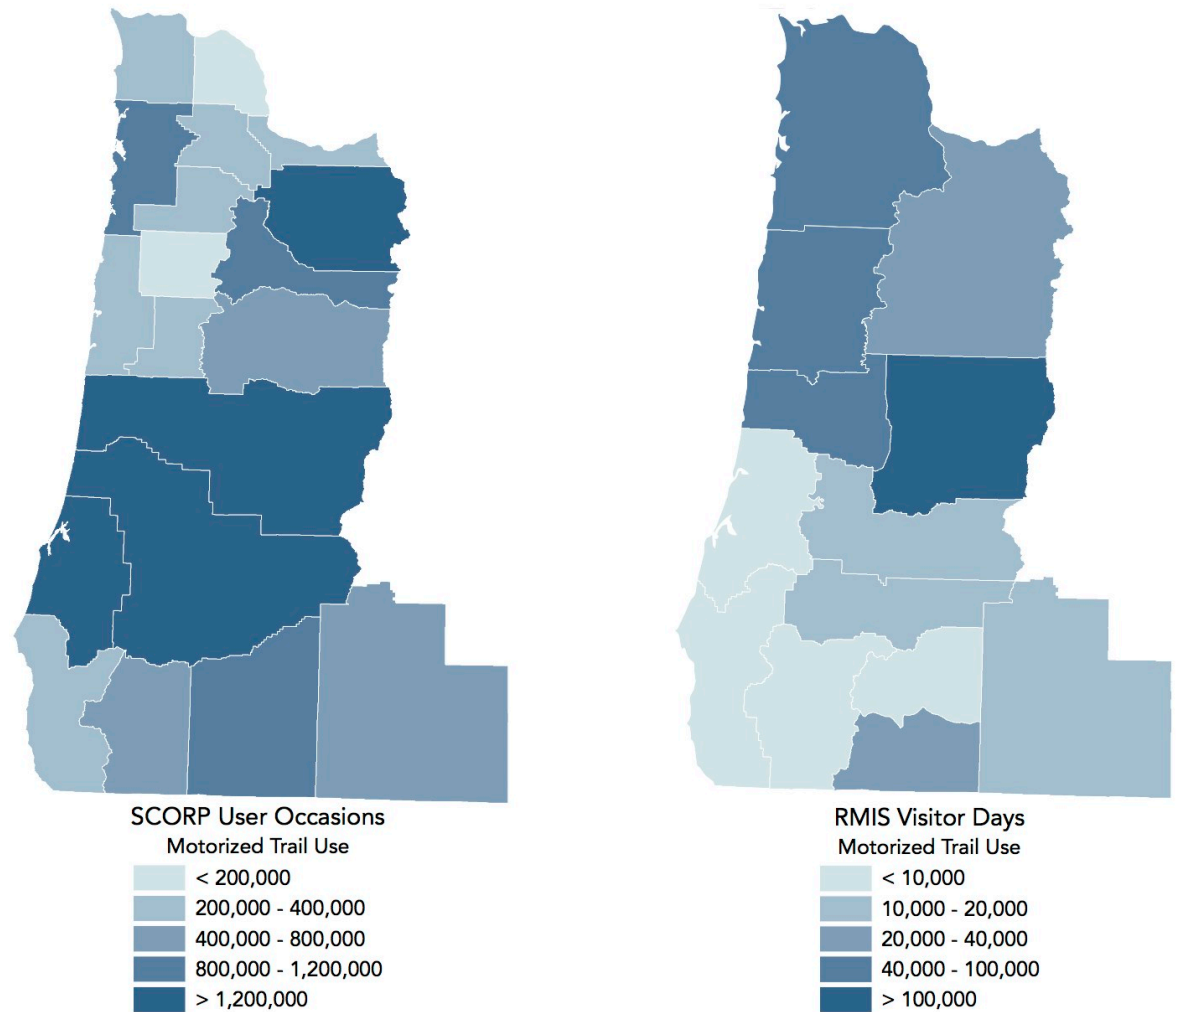 SCORP User Occasions
Motorized Trail Use
< 200,000
200,000 - 400,000
400,000 - 800,000
800,000 - 1,200,000
> 1,200,000
RMIS Visitor Days
Motorized Trail Use
< 10,000
10,000 - 20,000
20,000 - 40,000
40,000 - 100,000
> 100,000